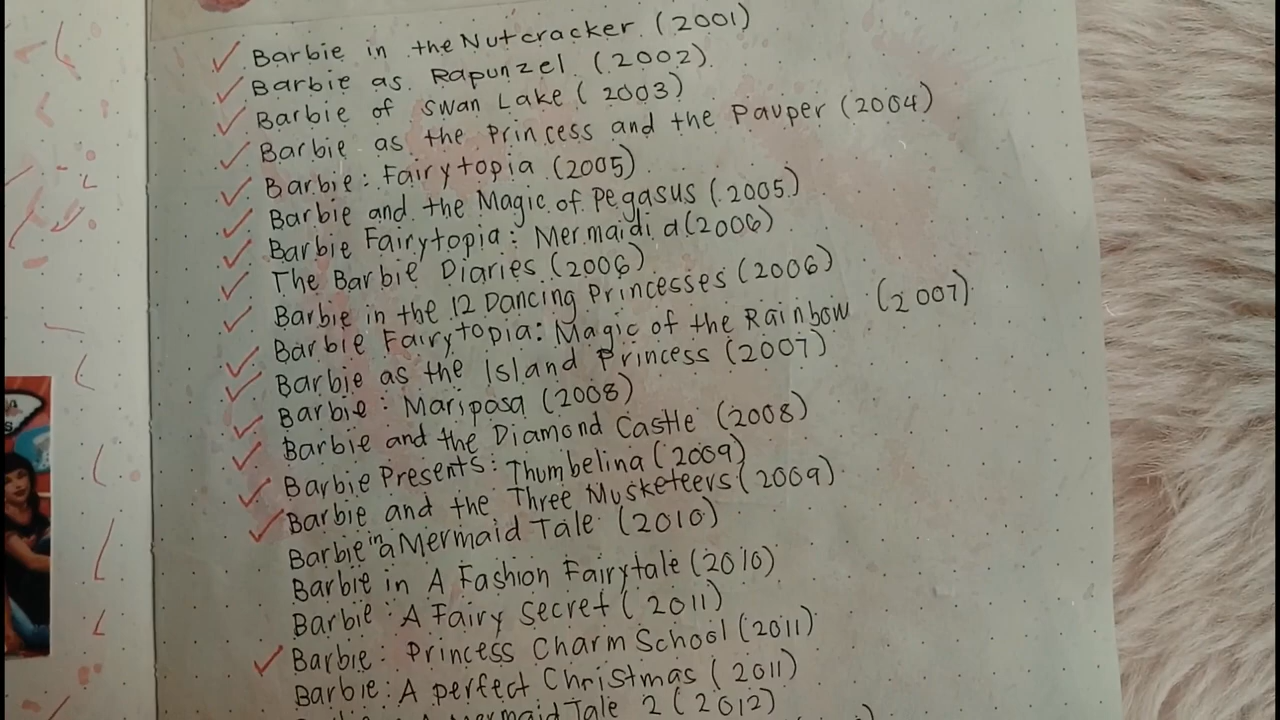 Barbie in the Nutcracker (2001)
Barbie as Rapunzel (2002)
Barbie of Swan Lake (2003)
Barbie as the Princess and the Pauper (2004)
Barbie: Fairytopia (2005)
Barbie and the Magic of Pegasus (2005)
Barbie Fairytopia: Mermaidia (2006)
The Barbie Diaries (2006)
Barbie in the 12 Dancing Princesses (2006)
Barbie Fairytopia: Magic of the Rainbow (2007)
Barbie as the Island Princess (2007)
Barbie: Mariposa (2008)
Barbie and the Diamond Castle (2008)
Barbie Presents: Thumbelina (2009)
Barbie and the Three Musketeers (2009)
Barbie in a Mermaid Tale (2010)
Barbie in A Fashion Fairytale (2010)
Barbie: A Fairy Secret (2011)
Barbie: Princess Charm School (2011)
Barbie: A perfect Christmas (2011)
Mermaid Tale 2 (2012)